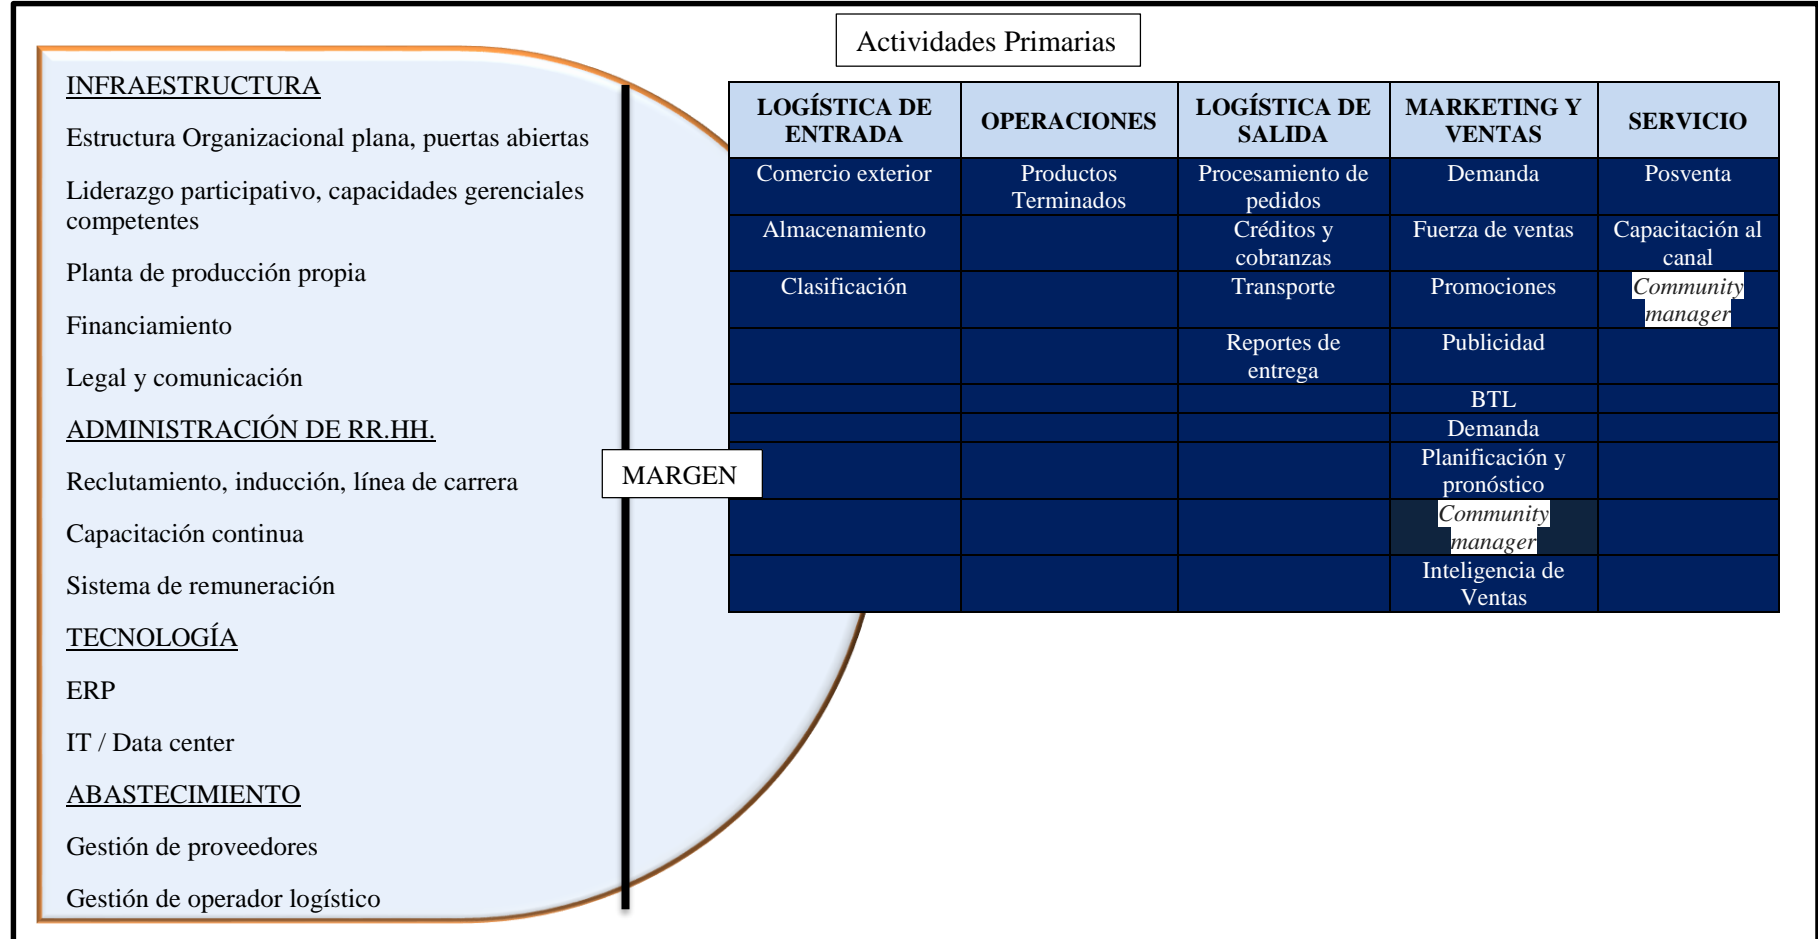 Actividades Primarias
INFRAESTRUCTURA
Estructura Organizacional plana, puertas abiertas
Liderazgo participativo, capacidades gerenciales
competentes
Planta de producción propia
Financiamiento
Legal y comunicación
ADMINISTRACIÓN DE RR.HH.
Reclutamiento, inducción, línea de carrera
Capacitación continua
Sistema de remuneración
TECNOLOGÍA
ERP
IT / Data center
ABASTECIMIENTO
Gestión de proveedores
Gestión de operador logístico
MARGEN
LOGÍSTICA DE
ENTRADA
OPERACIONES
LOGÍSTICA DE
SALIDA
MARKETING Y
VENTAS
SERVICIO
Comercio exterior
Productos
Terminados
Procesamiento de
pedidos
Demanda
Posventa
Almacenamiento
Créditos y
cobranzas
Fuerza de ventas
Capacitación al
canal
Clasificación
Transporte
Promociones
Community
manager
Reportes de
entrega
Publicidad
BTL
Demanda
Planificación y
pronóstico
Community
manager
Inteligencia de
Ventas